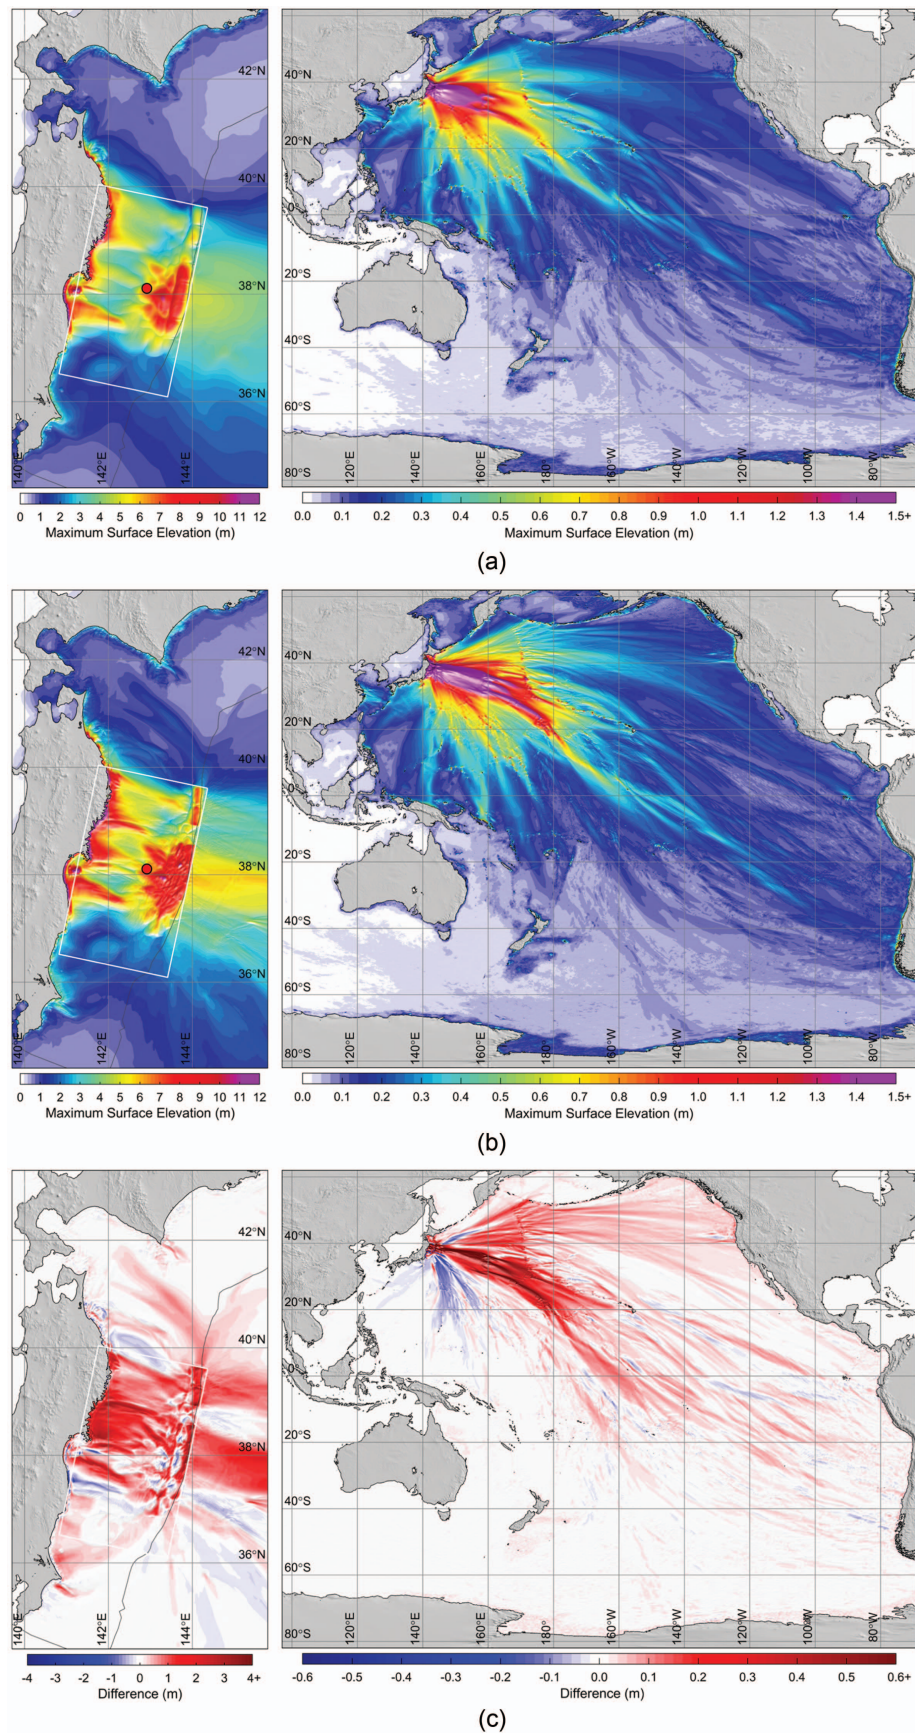 42°N
40°N
38°N
36°N
140°E
142°E
144°E
0 1 2 3 4 5 6 7 8 9 10 11 12
Maximum Surface Elevation (m)
40°N
20°N
0°
20°S
40°S
60°S
80°S
120°E
140°E
160°E
180°W
160°W
140°W
120°W
100°W
80°W
0.0 0.1 0.2 0.3 0.4 0.5 0.6 0.7 0.8 0.9 1.0 1.1 1.2 1.3 1.4 1.5+
Maximum Surface Elevation (m)
(a)
42°N
40°N
38°N
36°N
140°E
142°E
144°E
0 1 2 3 4 5 6 7 8 9 10 11 12
Maximum Surface Elevation (m)
40°N
20°N
0°
20°S
40°S
60°S
80°S
120°E
140°E
160°E
180°W
160°W
140°W
120°W
100°W
80°W
0.0 0.1 0.2 0.3 0.4 0.5 0.6 0.7 0.8 0.9 1.0 1.1 1.2 1.3 1.4 1.5+
Maximum Surface Elevation (m)
(b)
42°N
40°N
38°N
36°N
140°E
142°E
144°E
-4 -3 -2 -1 0 1 2 3 4+
Difference (m)
40°N
20°N
0°
20°S
40°S
60°S
80°S
120°E
140°E
160°E
180°W
160°W
140°W
120°W
100°W
80°W
-0.6 -0.5 -0.4 -0.3 -0.2 -0.1 0.0 0.1 0.2 0.3 0.4 0.5 0.6+
Difference (m)
(c)